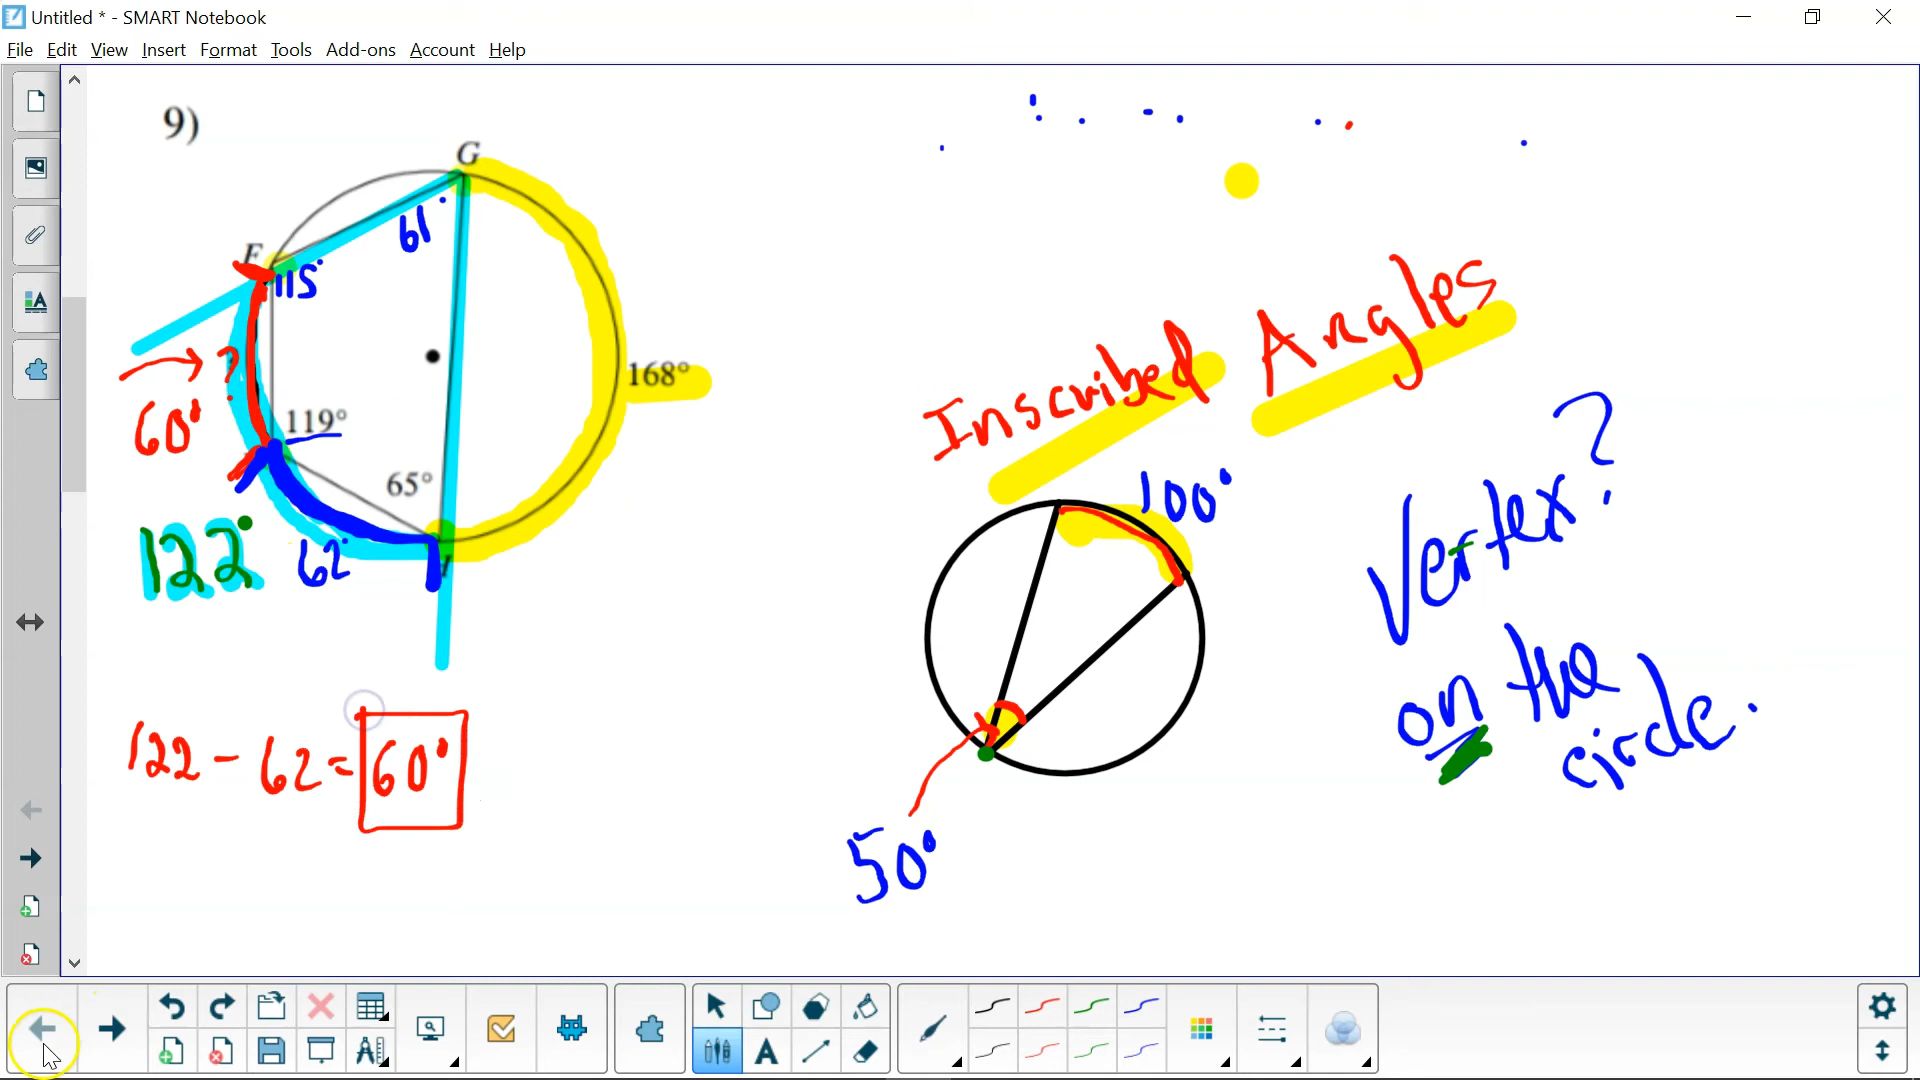 Untitled * - SMART Notebook
File Edit View Insert Format Tools Add-ons Account Help
9)
G
61°
F
115°
?
60°
168°
119°
65°
122°
62°
122 - 62 = 60°
Inscribed Angles
100°
50°
Vertex?
on the
circle.